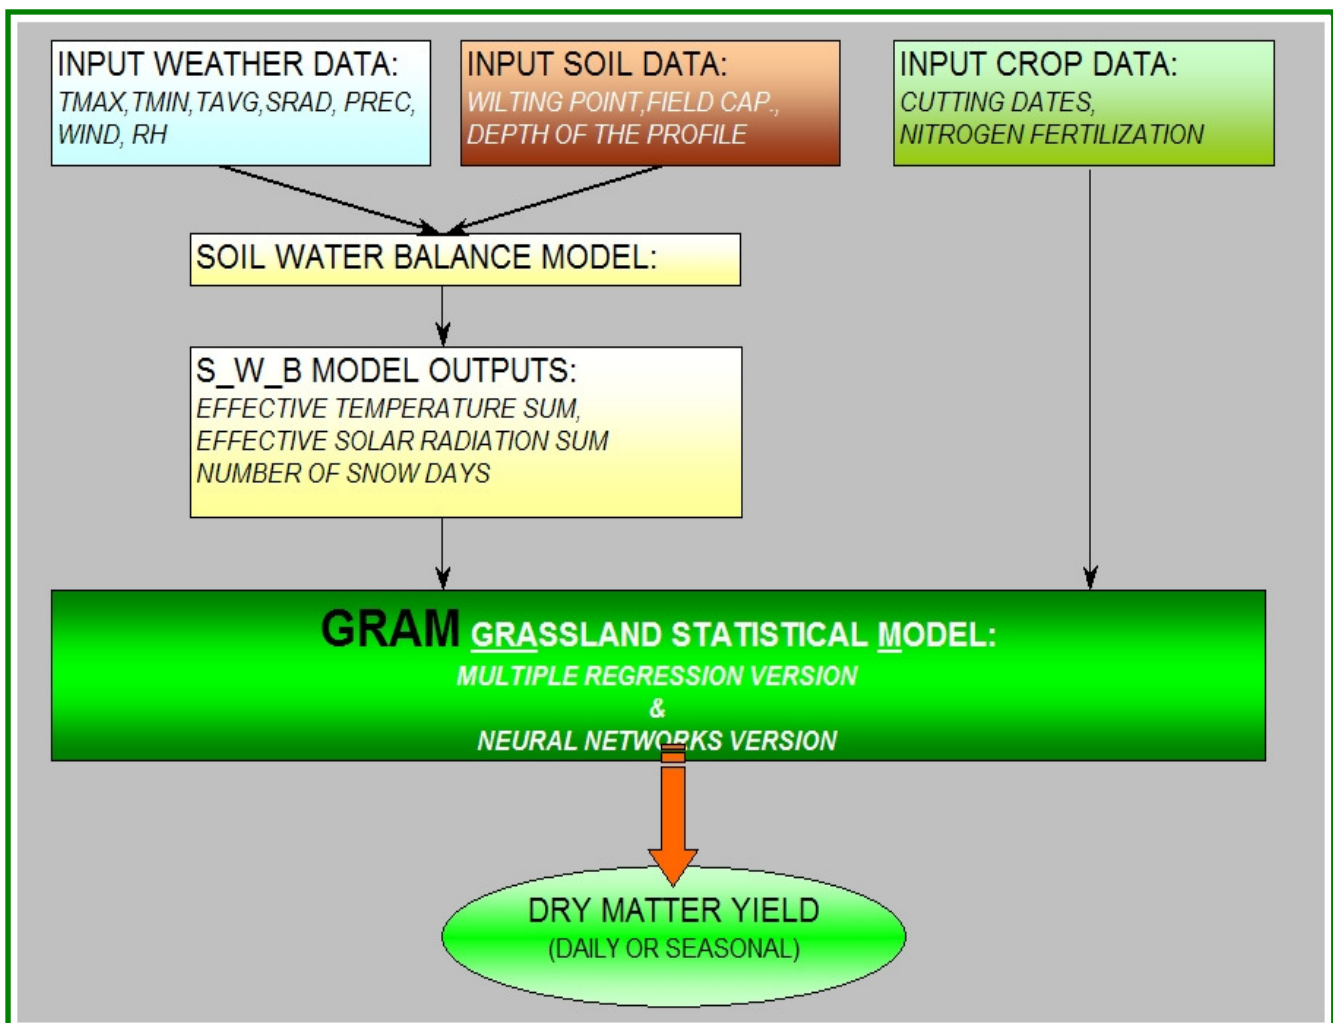 INPUT WEATHER DATA:
TMAX,TMIN,TAVG,SRAD, PREC,
WIND, RH
INPUT SOIL DATA:
WILTING POINT,FIELD CAP.,
DEPTH OF THE PROFILE
INPUT CROP DATA:
CUTTING DATES,
NITROGEN FERTILIZATION
SOIL WATER BALANCE MODEL:
S_W_B MODEL OUTPUTS:
EFFECTIVE TEMPERATURE SUM,
EFFECTIVE SOLAR RADIATION SUM
NUMBER OF SNOW DAYS
GRAM GRASSLAND STATISTICAL MODEL:
MULTIPLE REGRESSION VERSION
&
NEURAL NETWORKS VERSION
DRY MATTER YIELD
(DAILY OR SEASONAL)